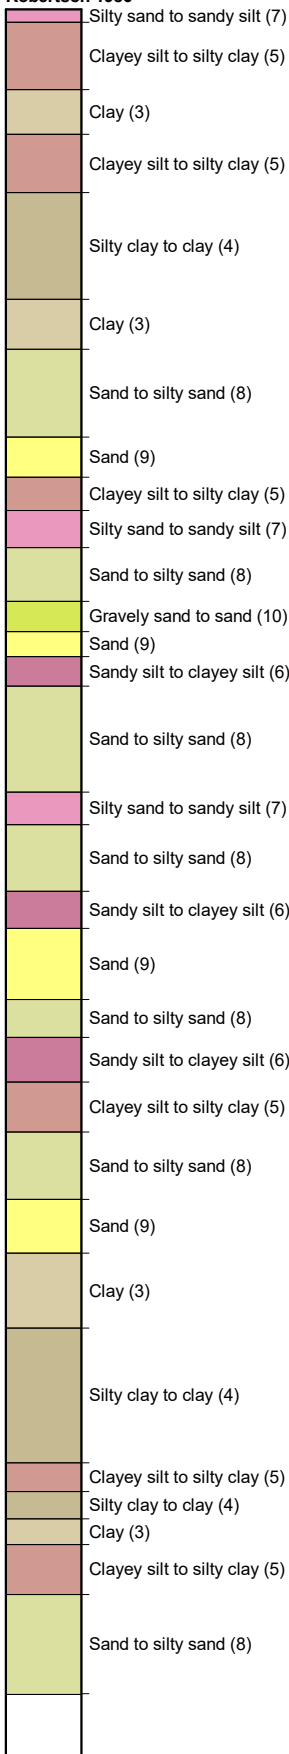 Silty sand to sandy silt (7)
Clayey silt to silty clay (5)
Clay (3)
Clayey silt to silty clay (5)
Silty clay to clay (4)
Clay (3)
Sand to silty sand (8)
Sand (9)
Clayey silt to silty clay (5)
Silty sand to sandy silt (7)
Sand to silty sand (8)
Gravely sand to sand (10)
Sand (9)
Sandy silt to clayey silt (6)
Sand to silty sand (8)
Silty sand to sandy silt (7)
Sand to silty sand (8)
Sandy silt to clayey silt (6)
Sand (9)
Sand to silty sand (8)
Sandy silt to clayey silt (6)
Clayey silt to silty clay (5)
Sand to silty sand (8)
Sand (9)
Clay (3)
Silty clay to clay (4)
Clayey silt to silty clay (5)
Silty clay to clay (4)
Clay (3)
Clayey silt to silty clay (5)
Sand to silty sand (8)